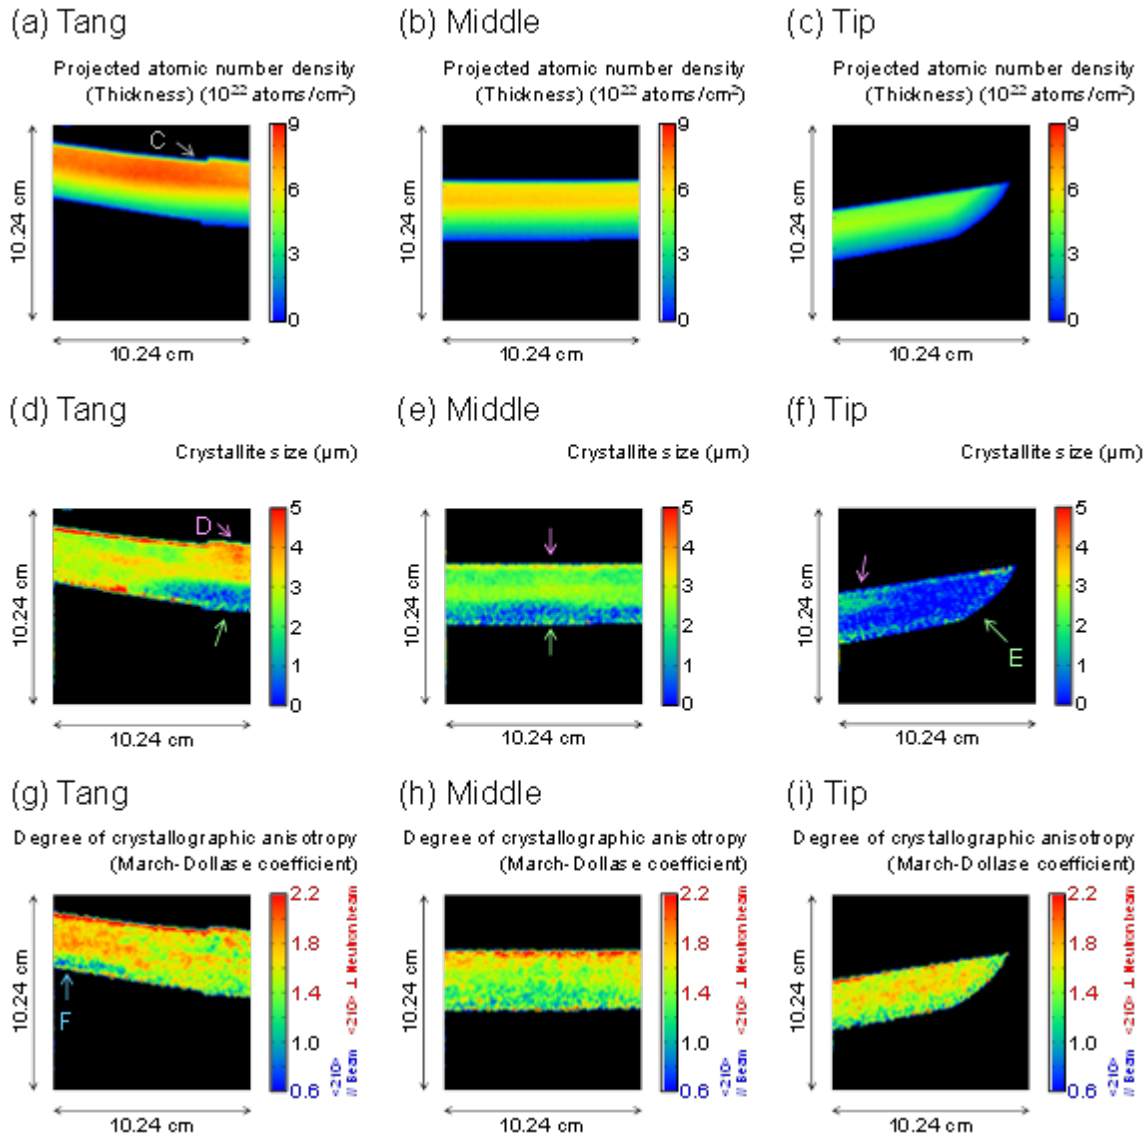 (a) Tang
(b) Middle
(c) Tip
Projected atomic number density
(Thickness) (10²² atoms/cm²)
Projected atomic number density
(Thickness) (10²² atoms/cm²)
Projected atomic number density
(Thickness) (10²² atoms/cm²)
C
10.24 cm
9
6
3
0
10.24 cm
10.24 cm
9
6
3
0
10.24 cm
10.24 cm
9
6
3
0
10.24 cm
(d) Tang
(e) Middle
(f) Tip
Crystallite size (μm)
Crystallite size (μm)
Crystallite size (μm)
D
10.24 cm
5
4
3
2
1
0
10.24 cm
10.24 cm
5
4
3
2
1
0
10.24 cm
E
10.24 cm
5
4
3
2
1
0
10.24 cm
(g) Tang
(h) Middle
(i) Tip
Degree of crystallographic anisotropy
(March-Dollase coefficient)
Degree of crystallographic anisotropy
(March-Dollase coefficient)
Degree of crystallographic anisotropy
(March-Dollase coefficient)
F
10.24 cm
2.2
1.8
1.4
1.0
0.6
<210> ⊥ Neutron beam
<210>
// Beam
10.24 cm
10.24 cm
2.2
1.8
1.4
1.0
0.6
<210> ⊥ Neutron beam
<210>
// Beam
10.24 cm
10.24 cm
2.2
1.8
1.4
1.0
0.6
<210> ⊥ Neutron beam
<210>
// Beam
10.24 cm